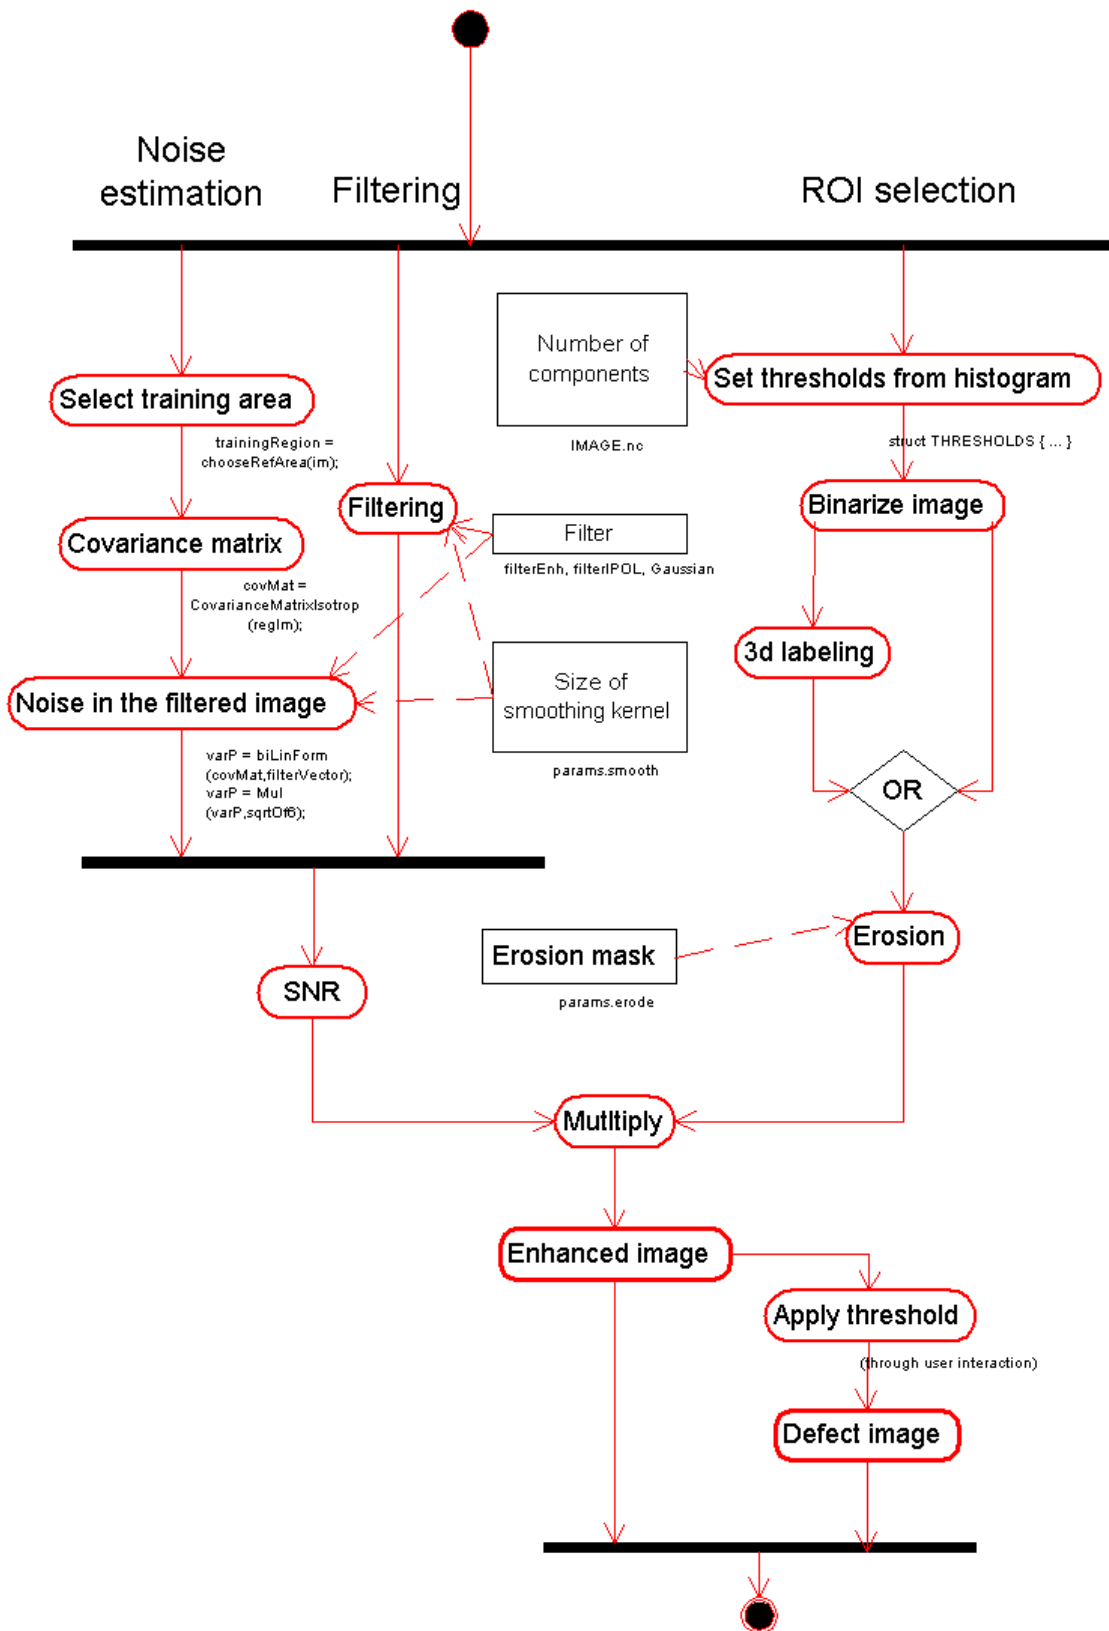 Noise
estimation
Filtering
ROI selection
Number of
components
IMAGE.nc
Set thresholds from histogram
struct THRESHOLDS { ... }
Select training area
trainingRegion =
chooseRefArea(im);
Filtering
Binarize image
Covariance matrix
Filter
filterEnh, filterIPOL, Gaussian
covMat =
CovarianceMatrixIsotrop
(regIm);
3d labeling
Noise in the filtered image
Size of
smoothing kernel
params.smooth
varP = biLinForm
(covMat,filterVector);
varP = Mul
(varP,sqrtOf6);
OR
Erosion mask
params.erode
Erosion
SNR
Mutltiply
Enhanced image
Apply threshold
(through user interaction)
Defect image